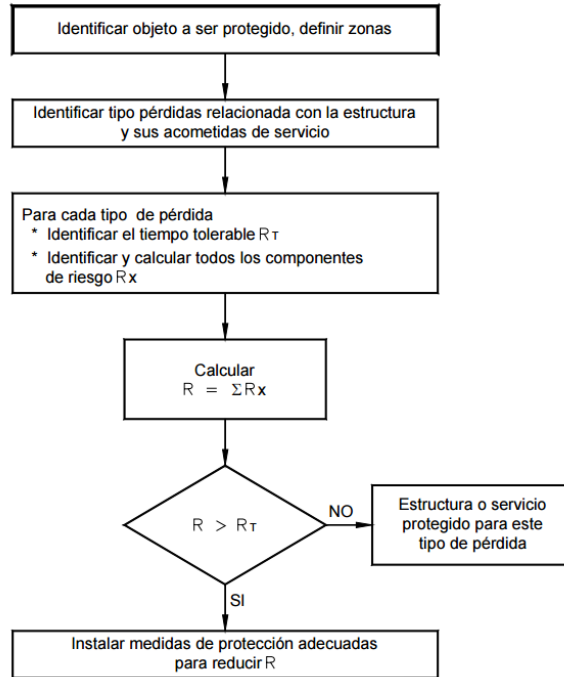 Identificar objeto a ser protegido, definir zonas
Identificar tipo pérdidas relacionada con la estructura
y sus acometidas de servicio
Para cada tipo de pérdida
* Identificar el tiempo tolerable RT
* Identificar y calcular todos los componentes
de riesgo Rx
Calcular
R = ΣRx
R > RT
NO
Estructura o servicio
protegido para este
tipo de pérdida
SI
Instalar medidas de protección adecuadas
para reducir R